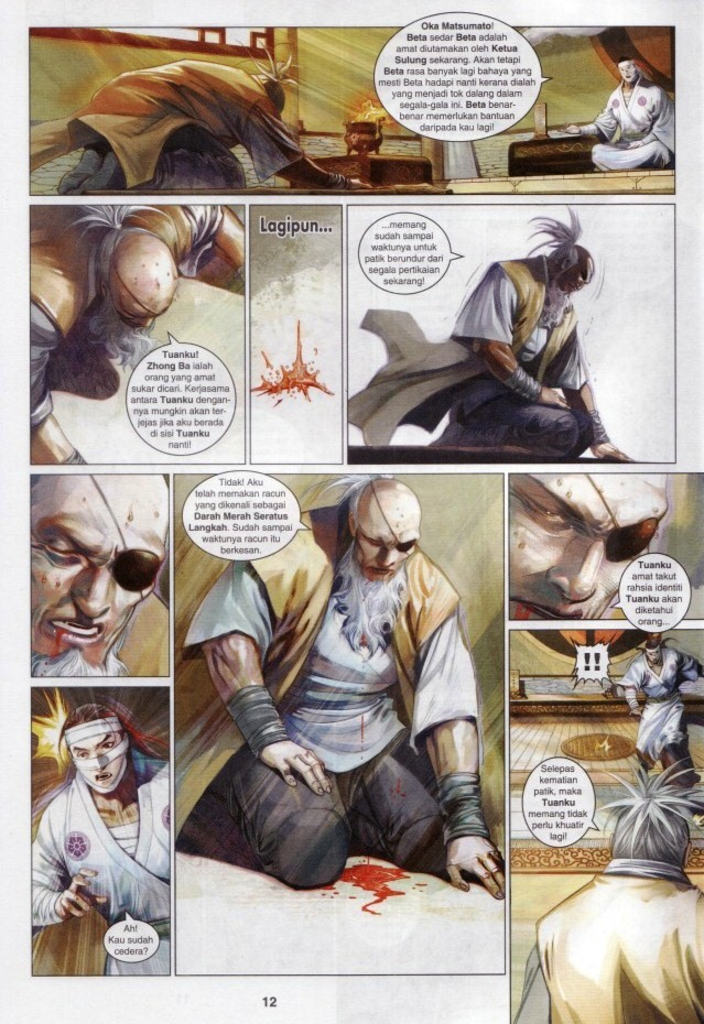 Oka Matsumato!
Beta sedar Beta adalah
amat diutamakan oleh Ketua
Sulung sekarang. Akan tetapi
Beta rasa banyak lagi bahaya yang
mesti Beta hadapi nanti kerana dialah
yang menjadi tok dalang dalam
segala-gala ini. Beta benar-
benar memerlukan bantuan
daripada kau lagi!
Tuanku!
Zhong Ba ialah
orang yang amat
sukar dicari. Kerjasama
antara Tuanku dengan-
nya mungkin akan ter-
jejas jika aku berada
di sisi Tuanku
nanti!
Lagipun...
...memang
sudah sampai
waktunya untuk
patik berundur dari
segala pertikaian
sekarang!
Tidak! Aku
telah memakan racun
yang dikenali sebagai
Darah Merah Seratus
Langkah. Sudah sampai
waktunya racun itu
berkesan.
Ah!
Kau sudah
cedera?
Tuanku
amat takut
rahsia identiti
Tuanku akan
diketahui
orang...
!!
Selepas
kematian
patik, maka
Tuanku
memang tidak
perlu khuatir
lagi!
12